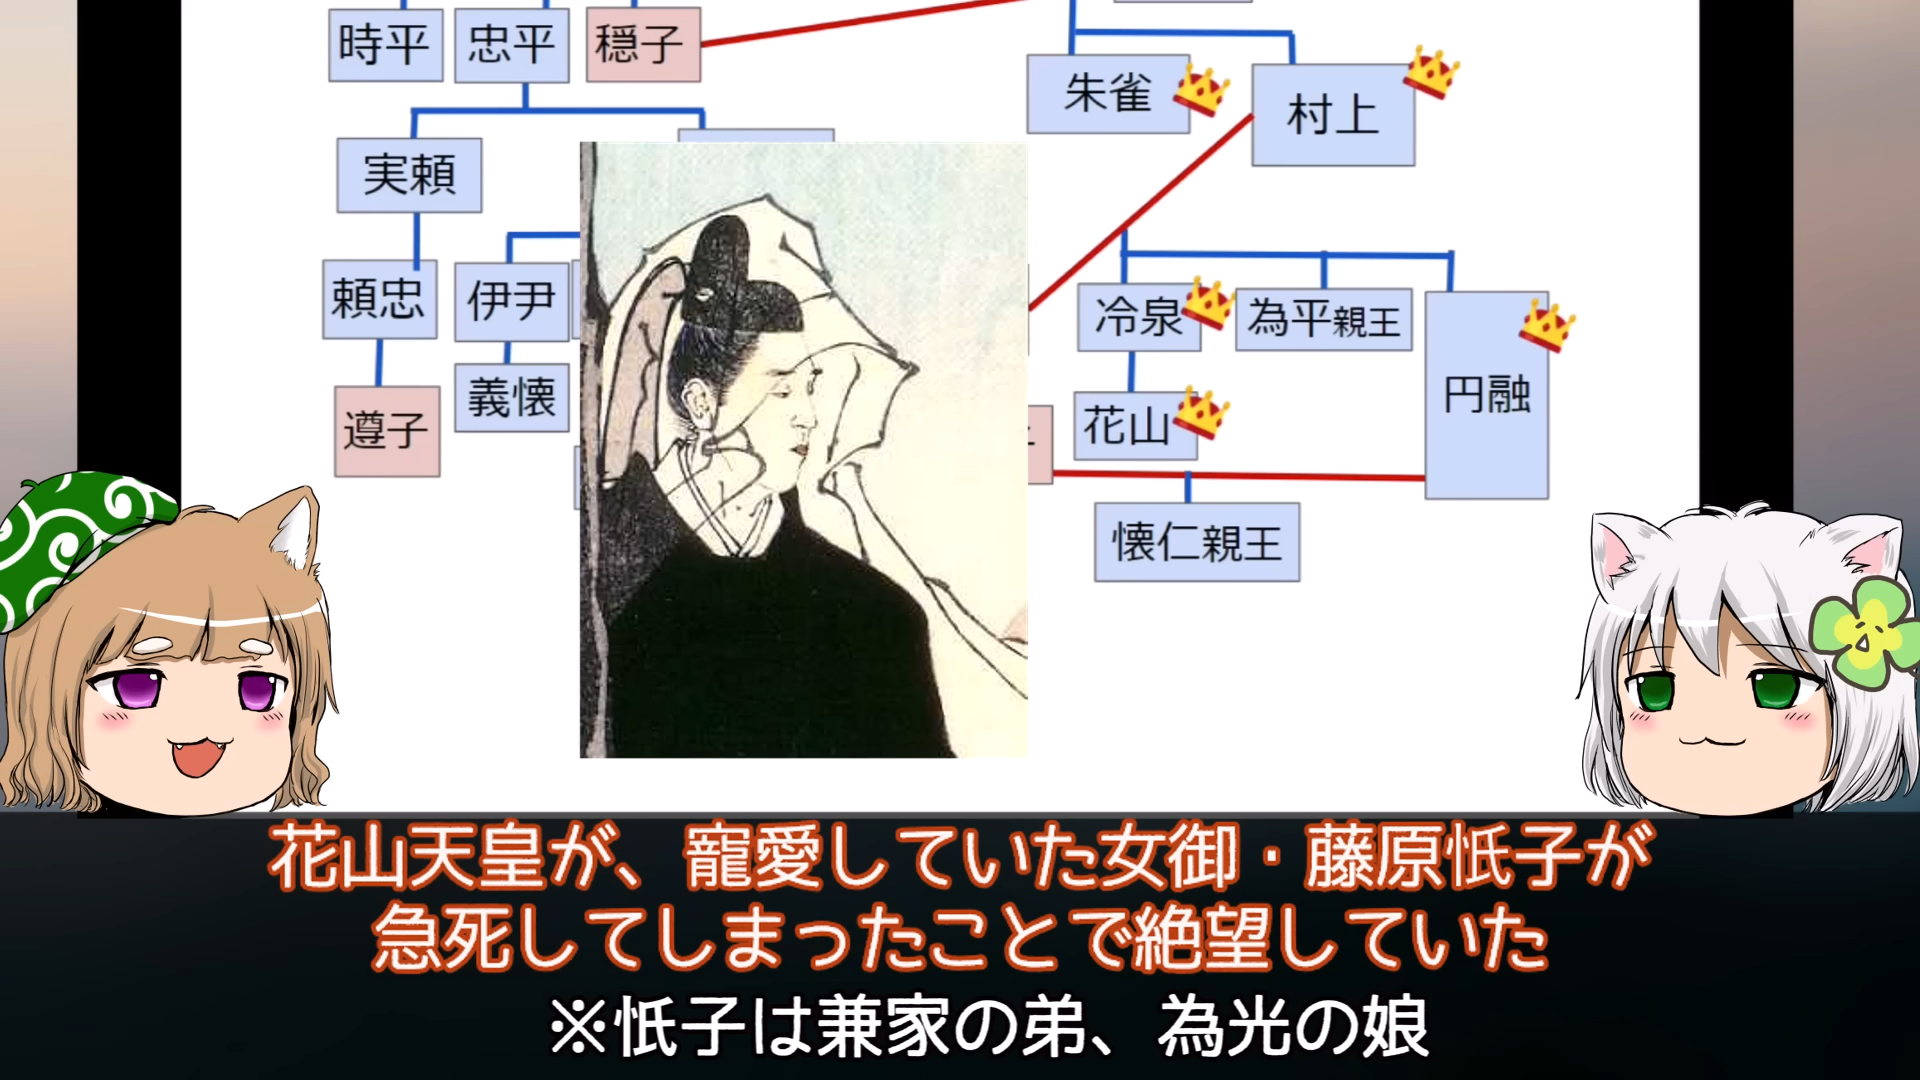 時平
忠平
穏子
朱雀
村上
実頼
頼忠
伊尹
冷泉
為平親王
円融
義懐
花山
遵子
懐仁親王
花山天皇が、寵愛していた女御・藤原忯子が
急死してしまったことで絶望していた
※忯子は兼家の弟、為光の娘